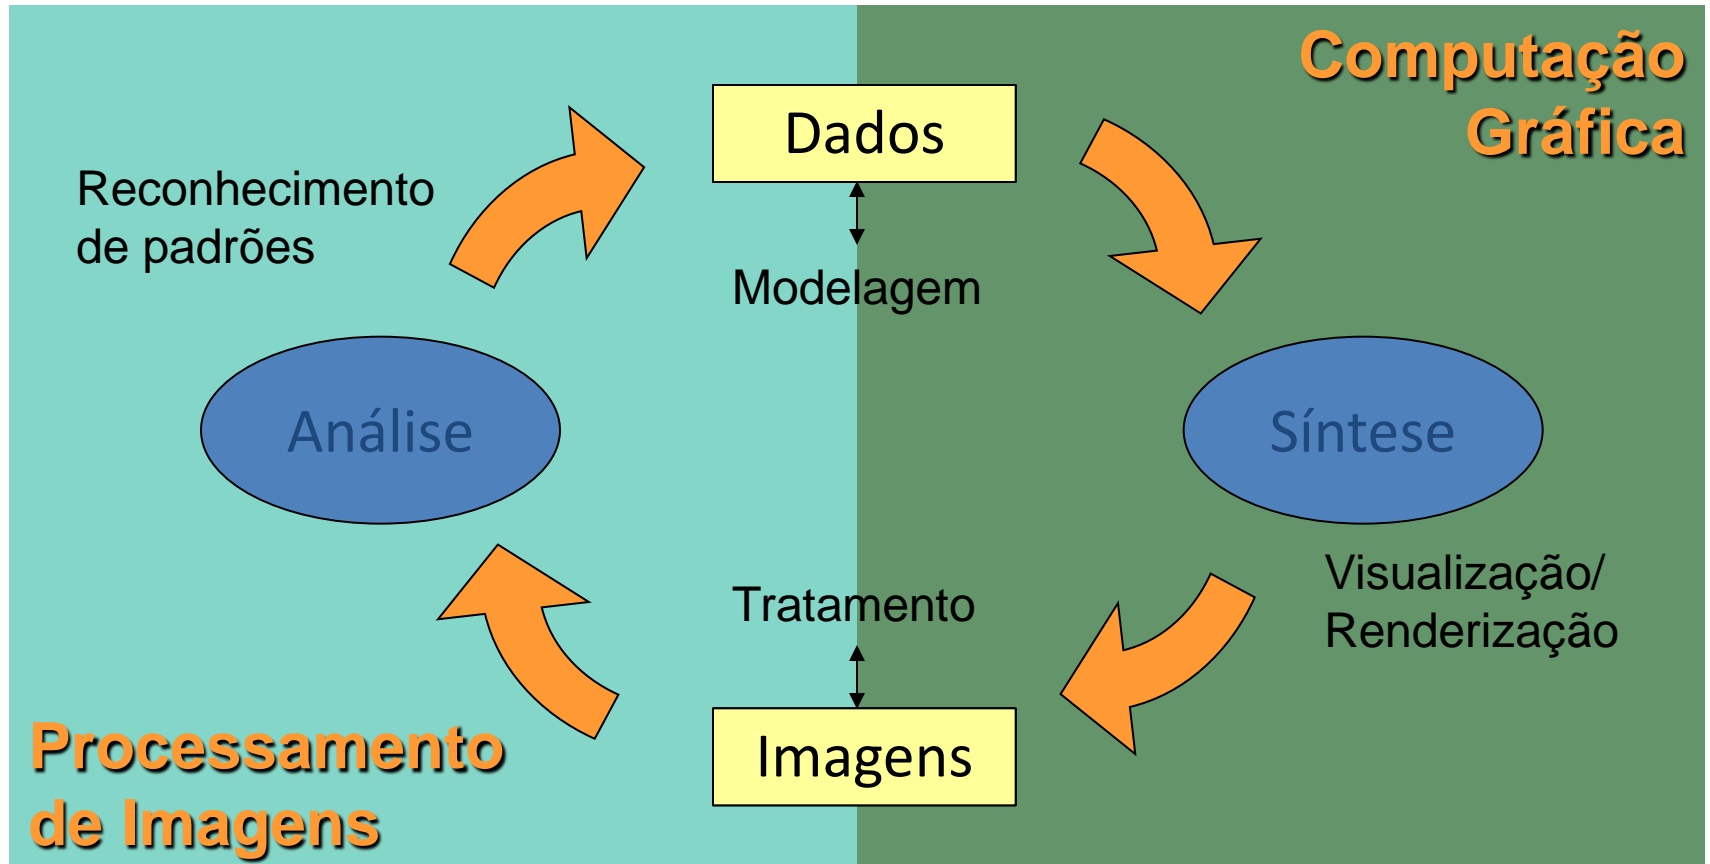 Computação
Gráfica
Dados
Reconhecimento
de padrões
Modelagem
Análise
Síntese
Visualização/
Renderização
Tratamento
Processamento
de Imagens
Imagens